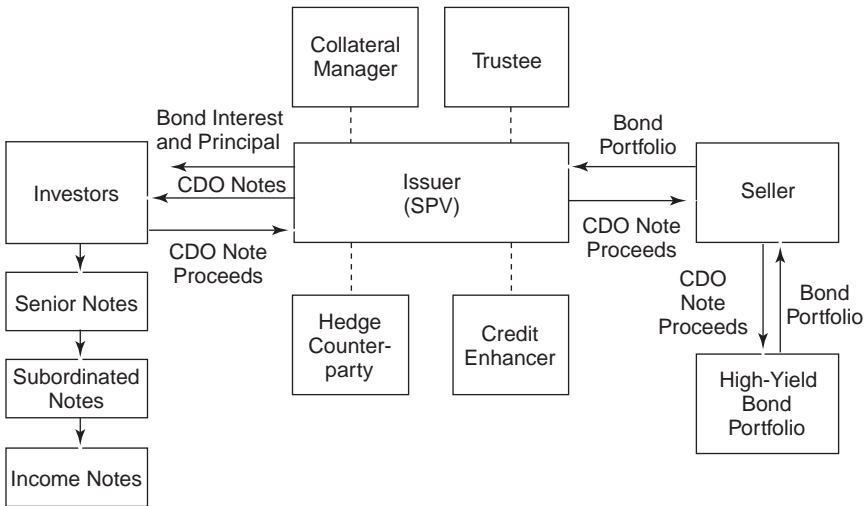 Collateral
Manager
Trustee
Bond Interest
and Principal
Bond
Portfolio
Investors
CDO Notes
Issuer
(SPV)
Seller
CDO Note
Proceeds
CDO Note
Proceeds
Senior Notes
Hedge
Counter-
party
Credit
Enhancer
CDO
Note
Proceeds
Bond
Portfolio
Subordinated
Notes
High-Yield
Bond
Portfolio
Income Notes